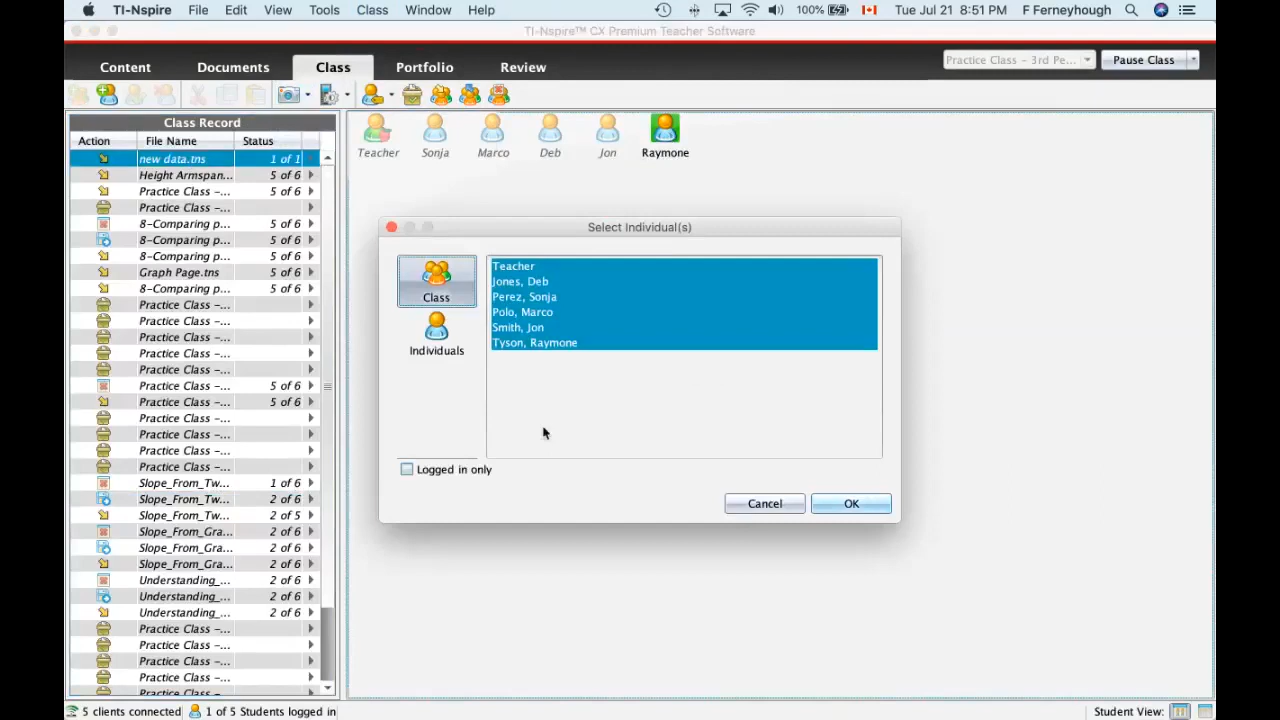 TI-Nspire File Edit View Tools Class Window Help 100% Tue Jul 21 8:51 PM F Ferneyhough
TI-Nspire™ CX Premium Teacher Software
Content Documents Class Portfolio Review Practice Class - 3rd Pe... Pause Class
Class Record
Action File Name Status
new data.tns 1 of 1
Height Armspan... 5 of 6
Practice Class -... 5 of 6
Practice Class -...
8-Comparing p... 5 of 6
8-Comparing p... 5 of 6
8-Comparing p... 5 of 6
Graph Page.tns 5 of 6
8-Comparing p... 5 of 6
Practice Class -...
Practice Class -...
Practice Class -...
Practice Class -...
Practice Class -...
Practice Class -... 5 of 6
Practice Class -... 5 of 6
Practice Class -...
Practice Class -...
Practice Class -...
Practice Class -...
Slope_From_Tw... 1 of 6
Slope_From_Tw... 2 of 6
Slope_From_Tw... 2 of 5
Slope_From_Gra... 2 of 6
Slope_From_Gra... 2 of 6
Slope_From_Gra... 2 of 6
Understanding_... 2 of 6
Understanding_... 2 of 6
Understanding_... 2 of 6
Practice Class -...
Practice Class -...
Practice Class -...
Practice Class -...
Practice Class -
Teacher Sonja Marco Deb Jon Raymone
Select Individual(s)
Class
Individuals
Teacher
Jones, Deb
Perez, Sonja
Polo, Marco
Smith, Jon
Tyson, Raymone
Logged in only
Cancel OK
5 clients connected 1 of 5 Students logged in Student View: